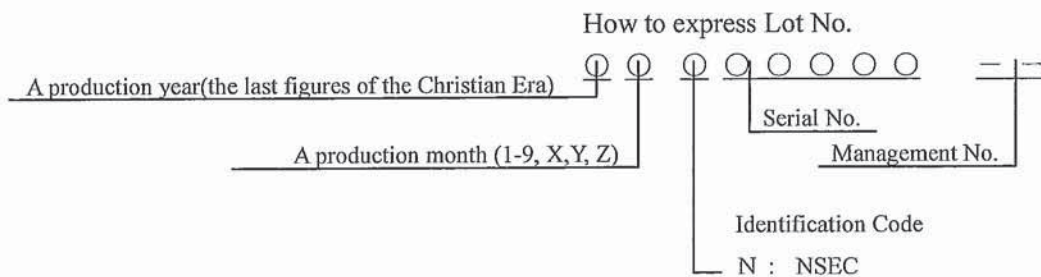 How to express Lot No.
○ ○ ○ ○ ○ ○ ○ ○ － －
A production year(the last figures of the Christian Era)
Serial No.
A production month (1-9, X,Y, Z)
Management No.
Identification Code
N : NSEC